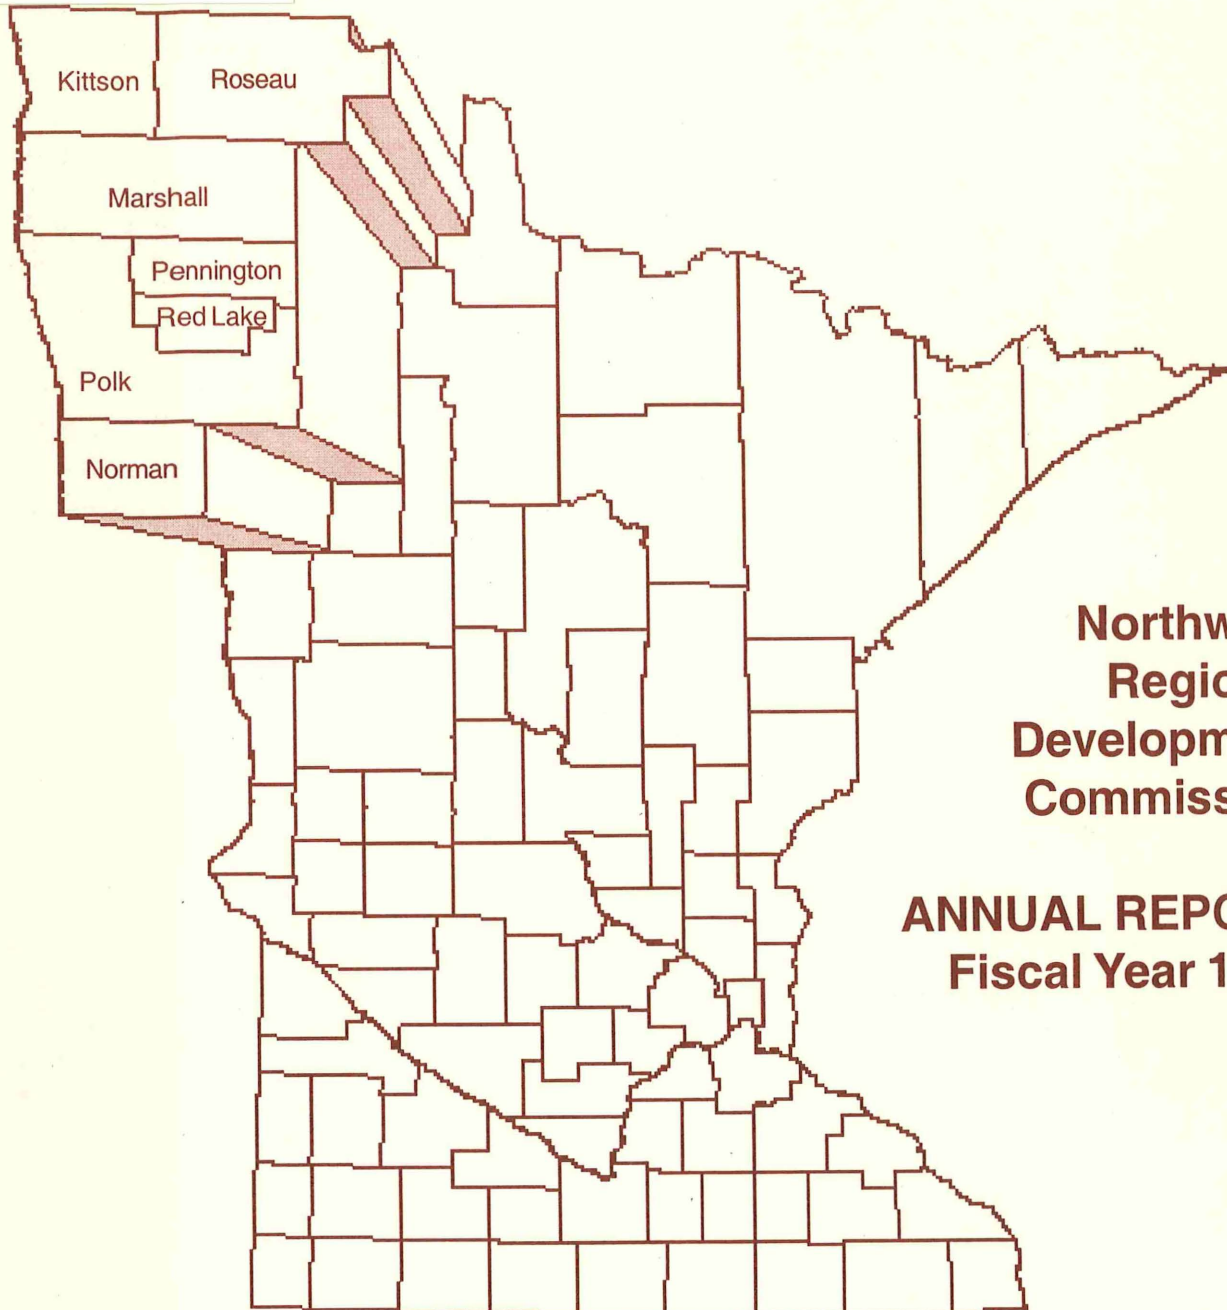 Kittson
Roseau
Marshall
Pennington
Red Lake
Polk
Norman
Northw
Regio
Developm
Commiss
ANNUAL REPO
Fiscal Year 1